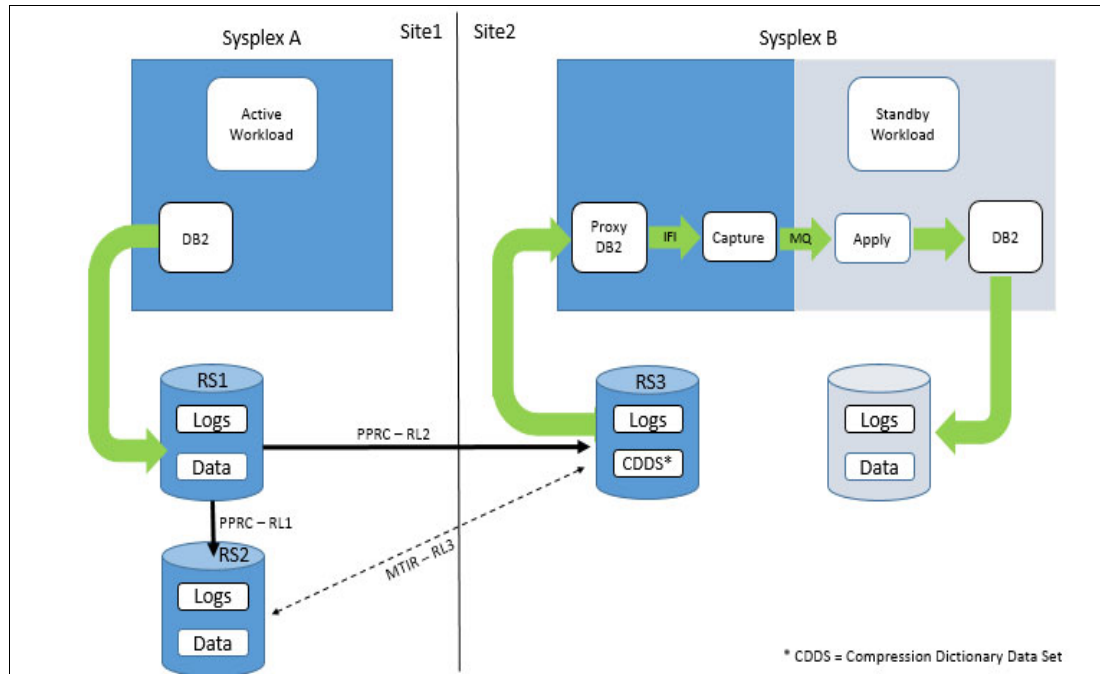 Sysplex A
Site1
Site2
Sysplex B
Active
Workload
Standby
Workload
DB2
Proxy
DB2
IFI
Capture
MQ
Apply
DB2
RS1
Logs
Data
PPRC – RL2
RS3
Logs
CDDS*
Logs
Data
PPRC – RL1
MTIR – RL3
RS2
Logs
Data
* CDDS = Compression Dictionary Data Set